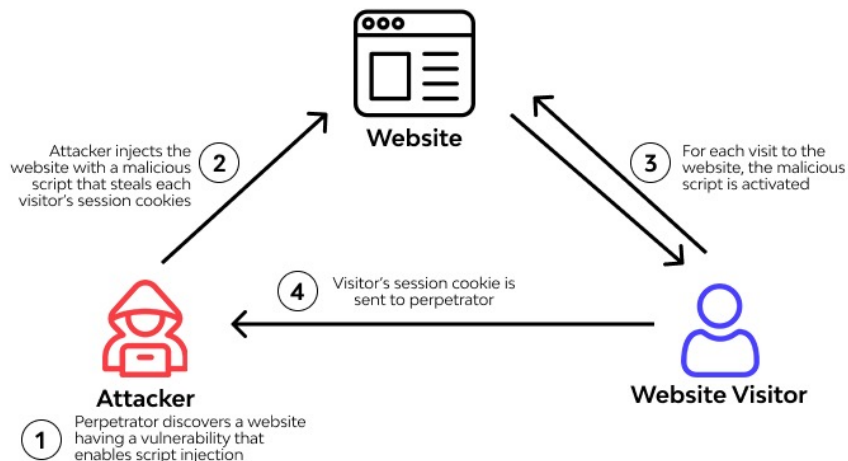 Website
Attacker injects the
website with a malicious
script that steals each
visitor's session cookies
2
3
For each visit to the
website, the malicious
script is activated
4
Visitor's session cookie is
sent to perpetrator
Attacker
Website Visitor
1
Perpetrator discovers a website
having a vulnerability that
enables script injection